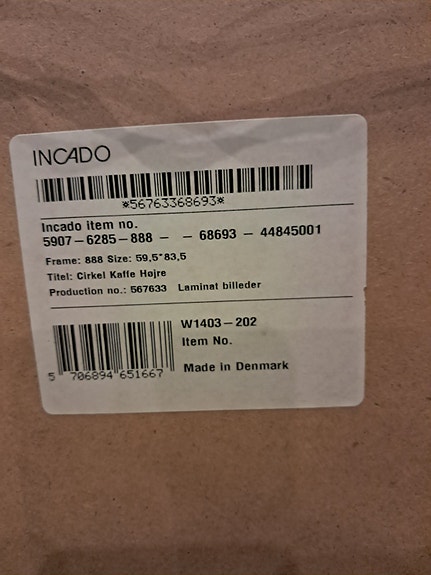 INCADO
*56763368693*
Incado item no.
5907-6285-888 - - 68693 - 44845001
Frame: 888 Size: 59,5*83,5
Titel: Cirkel Kaffe Højre
Production no.: 567633 Laminat billeder
W1403-202
Item No.
Made in Denmark
5 706894 651667